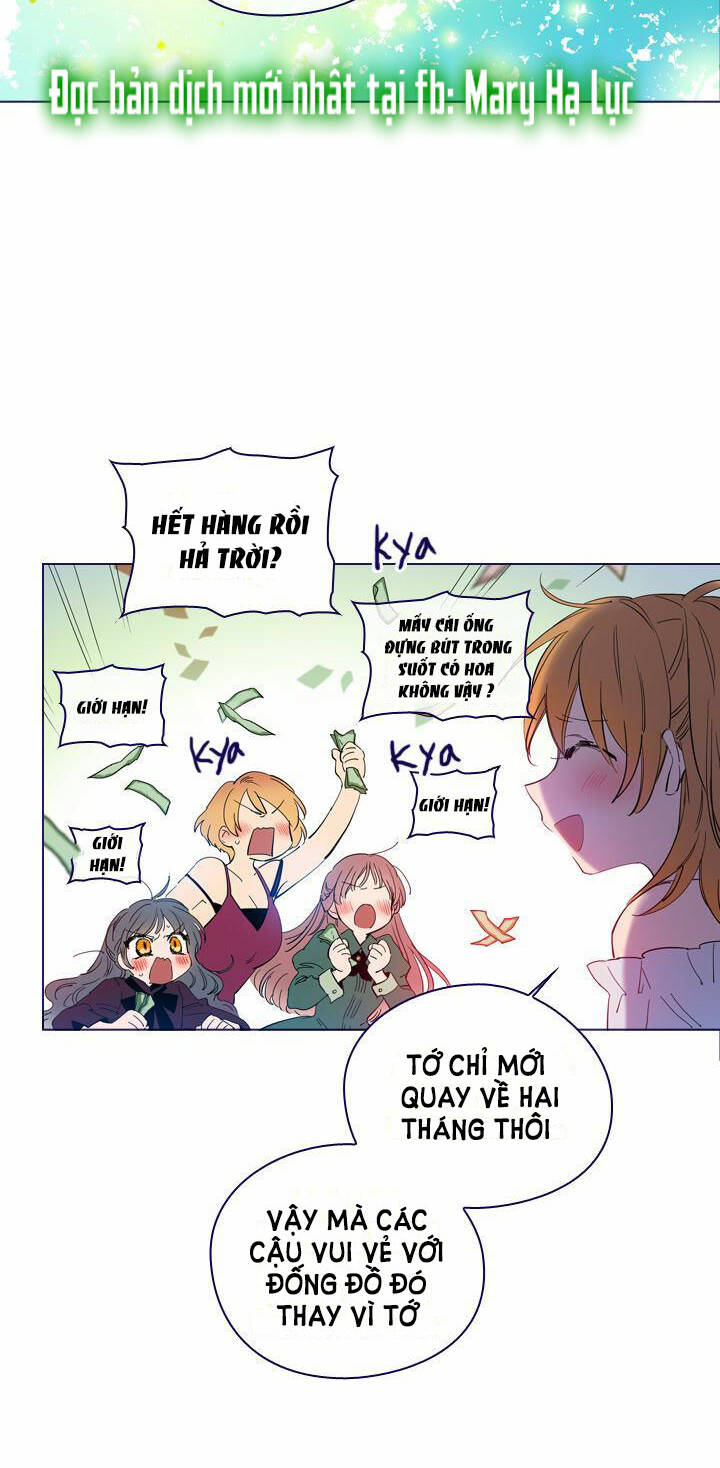 Đọc bản dịch mới nhất tại fb: Mary Hạ Lục
HẾT HÀNG RỒI
HẢ TRỜI?
Kya
MẤY CÁI ỐNG
ĐỰNG BÚT TRONG
SUỐT CÓ HOA
KHÔNG VẬY ?
GIỚI HẠN!
Kya
Kya
GIỚI HẠN!
GIỚI
HẠN!
TỚ CHỈ MỚI
QUAY VỀ HAI
THÁNG THÔI
VẬY MÀ CÁC
CẬU VUI VẺ VỚI
ĐỐNG ĐỒ ĐÓ
THAY VÌ TỚ